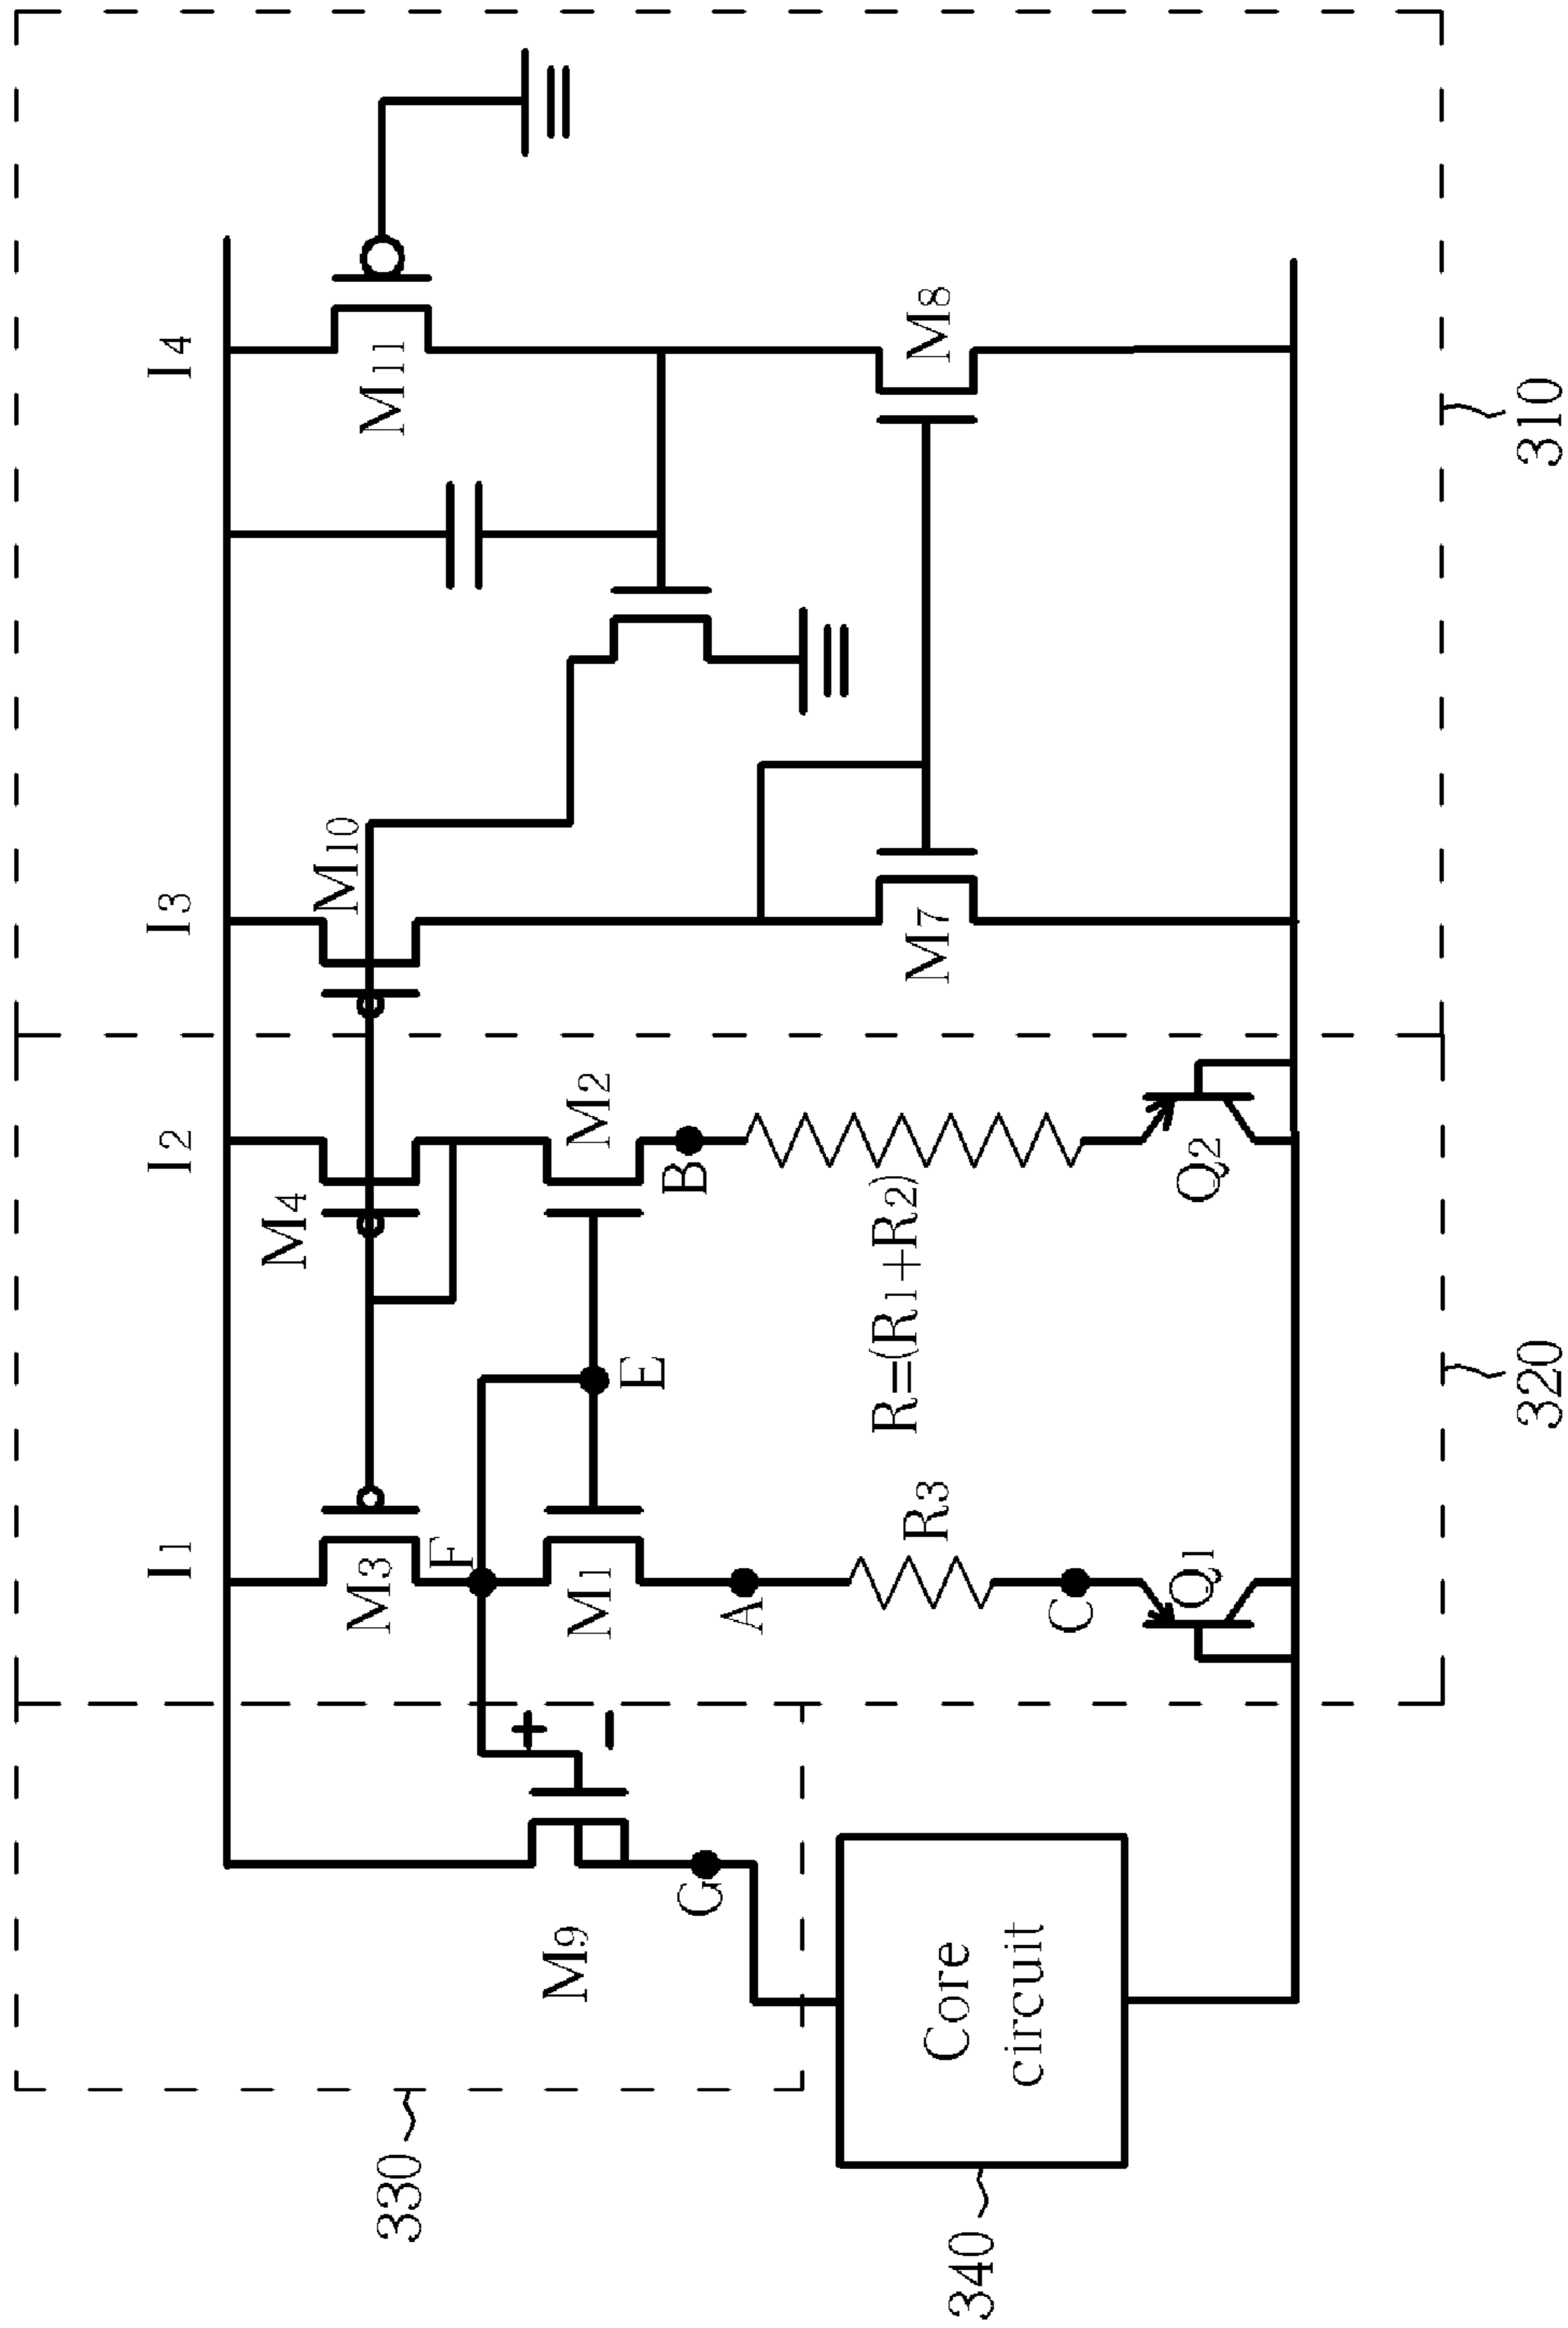 330
340
Core
circuit
M9
G
+
−
I1
M3
F
M1
A
R3
C
Q1
E
I2
M4
M2
B
R=(R1+R2)
Q2
320
I3
M10
M7
I4
M11
M8
310